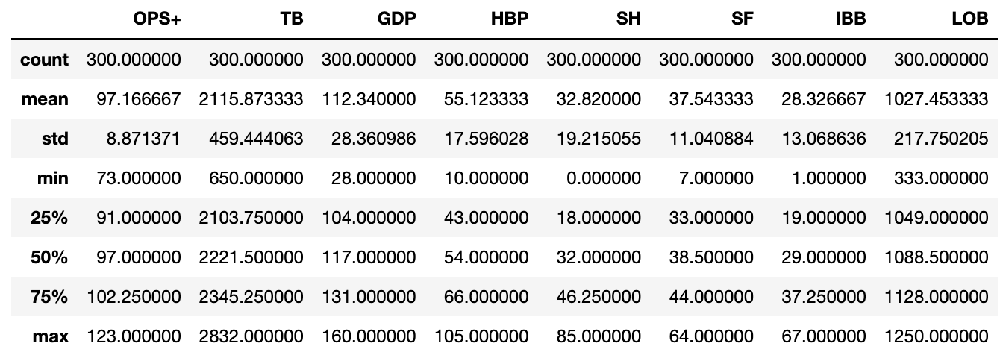 OPS+ TB GDP HBP SH SF IBB LOB
count 300.000000 300.000000 300.000000 300.000000 300.000000 300.000000 300.000000 300.000000
mean 97.166667 2115.873333 112.340000 55.123333 32.820000 37.543333 28.326667 1027.453333
std 8.871371 459.444063 28.360986 17.596028 19.215055 11.040884 13.068636 217.750205
min 73.000000 650.000000 28.000000 10.000000 0.000000 7.000000 1.000000 333.000000
25% 91.000000 2103.750000 104.000000 43.000000 18.000000 33.000000 19.000000 1049.000000
50% 97.000000 2221.500000 117.000000 54.000000 32.000000 38.500000 29.000000 1088.500000
75% 102.250000 2345.250000 131.000000 66.000000 46.250000 44.000000 37.250000 1128.000000
max 123.000000 2832.000000 160.000000 105.000000 85.000000 64.000000 67.000000 1250.000000